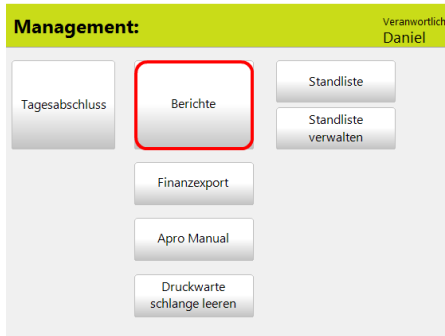 Management:
Veranwortlich
Daniel
Tagesabschluss
Berichte
Standliste
Standliste
verwalten
Finanzexport
Apro Manual
Druckwarte
schlange leeren